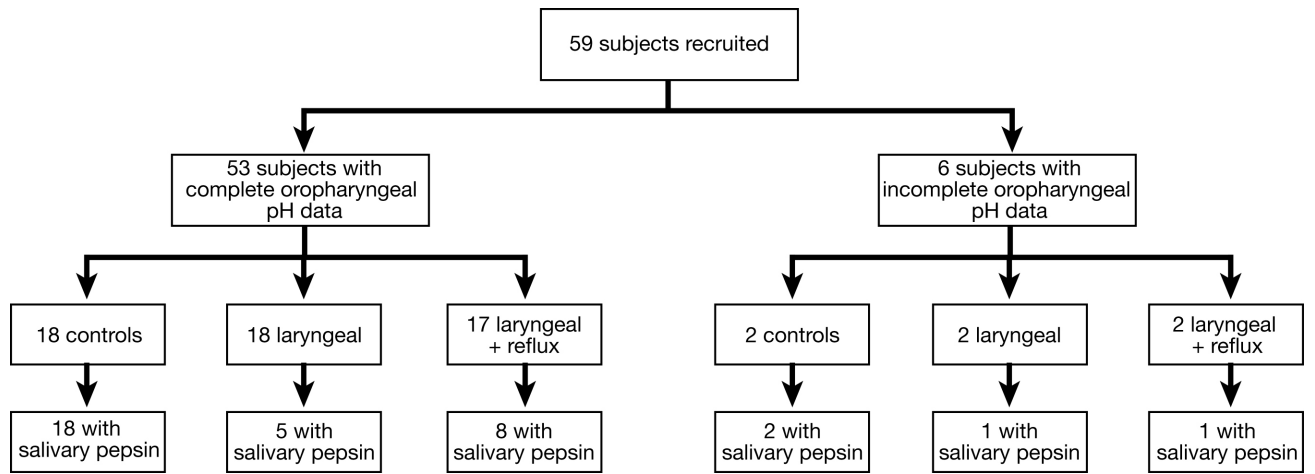 59 subjects recruited
53 subjects with
complete oropharyngeal
pH data
6 subjects with
incomplete oropharyngeal
pH data
18 controls
18 laryngeal
17 laryngeal
+ reflux
2 controls
2 laryngeal
2 laryngeal
+ reflux
18 with
salivary pepsin
5 with
salivary pepsin
8 with
salivary pepsin
2 with
salivary pepsin
1 with
salivary pepsin
1 with
salivary pepsin